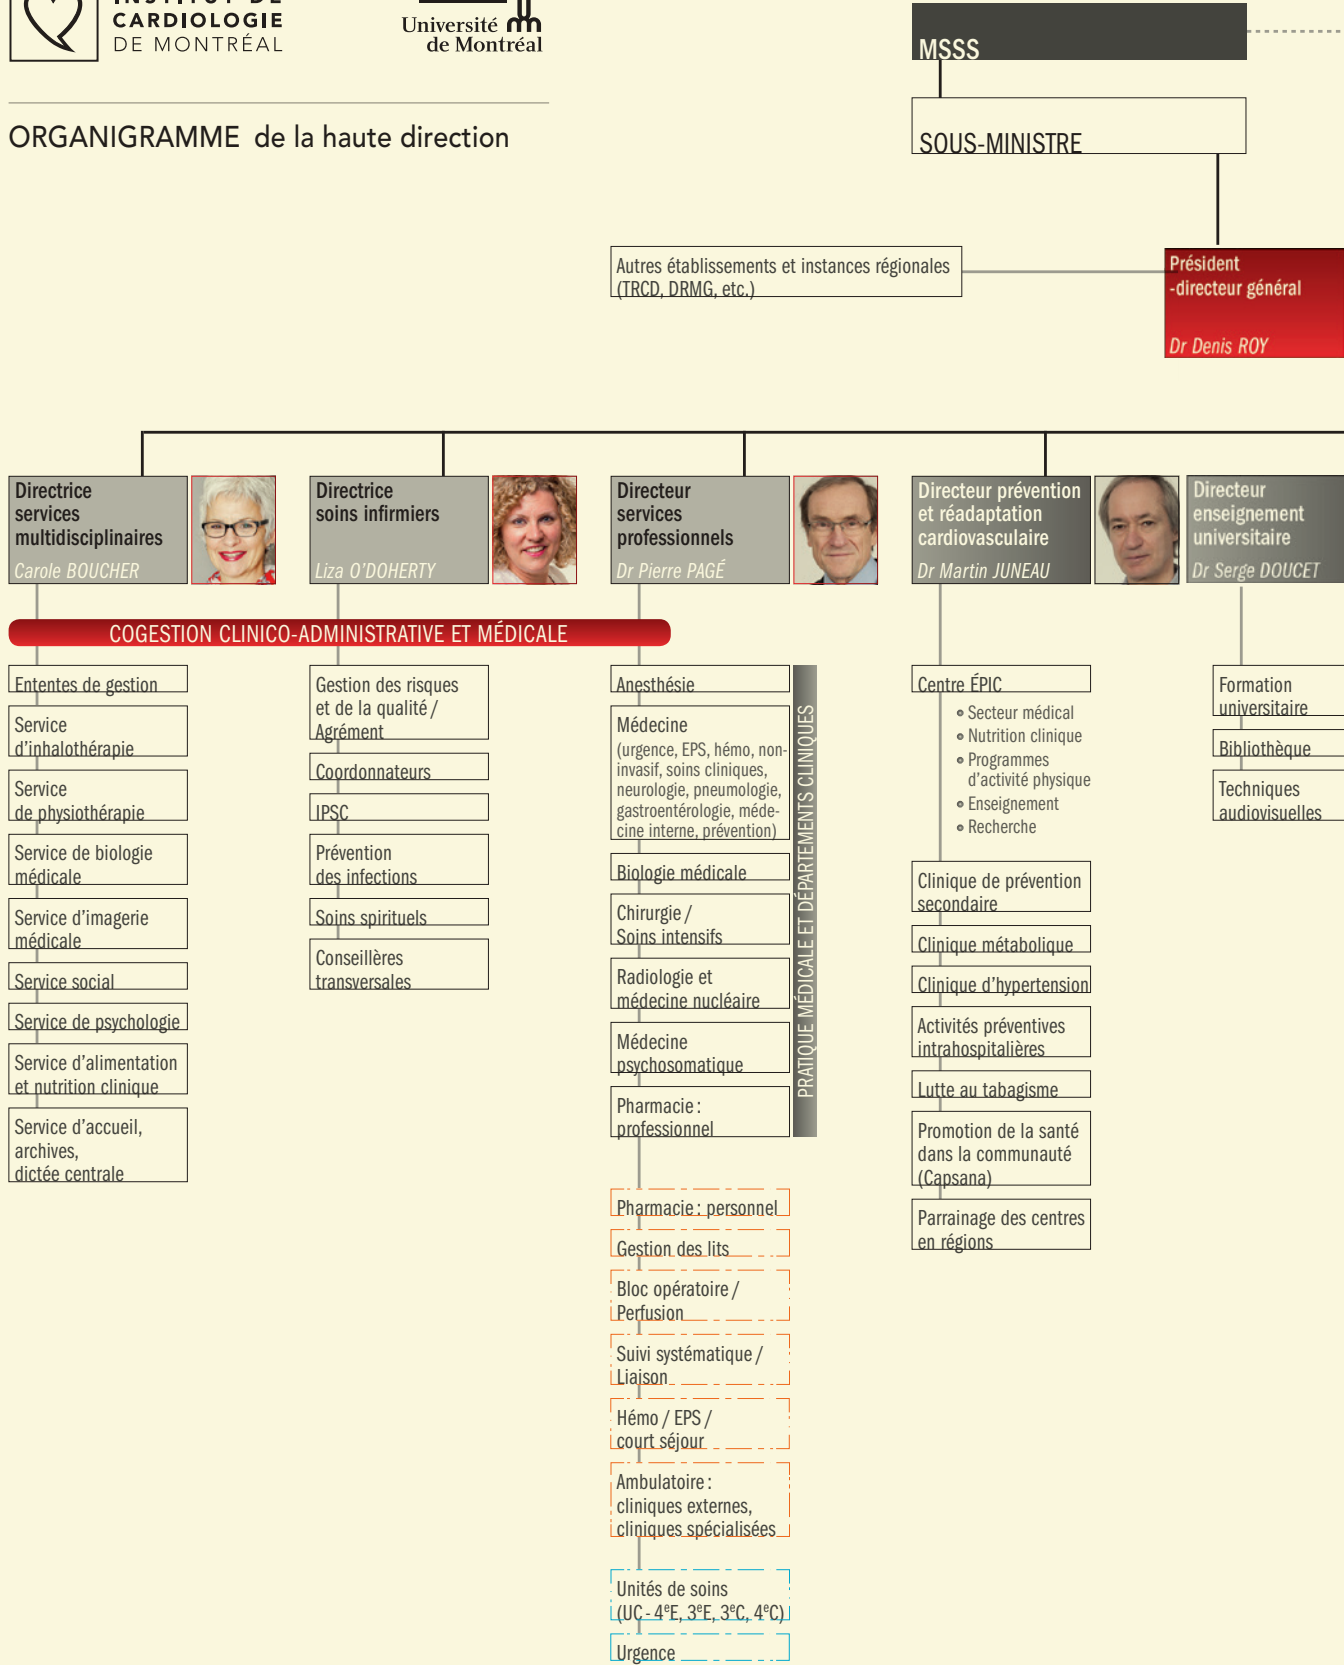 INSTITUT DE
CARDIOLOGIE
DE MONTRÉAL
Université
de Montréal
ORGANIGRAMME de la haute direction
MSSS
SOUS-MINISTRE
Autres établissements et instances régionales
(TRCD, DRMG, etc.)
Président
-directeur général
Dr Denis ROY
Directrice
services
multidisciplinaires
Carole BOUCHER
Directrice
soins infirmiers
Liza O'DOHERTY
Directeur
services
professionnels
Dr Pierre PAGÉ
Directeur prévention
et réadaptation
cardiovasculaire
Dr Martin JUNEAU
Directeur
enseignement
universitaire
Dr Serge DOUCET
COGESTION CLINICO-ADMINISTRATIVE ET MÉDICALE
Ententes de gestion
Service
d'inhalothérapie
Service
de physiothérapie
Service de biologie
médicale
Service d'imagerie
médicale
Service social
Service de psychologie
Service d'alimentation
et nutrition clinique
Service d'accueil,
archives,
dictée centrale
Gestion des risques
et de la qualité /
Agrément
Coordonnateurs
IPSC
Prévention
des infections
Soins spirituels
Conseillères
transversales
Anesthésie
Médecine
(urgence, EPS, hémo, non-
invasif, soins cliniques,
neurologie, pneumologie,
gastroentérologie, méde-
cine interne, prévention)
Biologie médicale
Chirurgie /
Soins intensifs
Radiologie et
médecine nucléaire
Médecine
psychosomatique
Pharmacie :
professionnel
PRATIQUE MÉDICALE ET DÉPARTEMENTS CLINIQUES
Pharmacie : personnel
Gestion des lits
Bloc opératoire /
Perfusion
Suivi systématique /
Liaison
Hémo / EPS /
court séjour
Ambulatoire :
cliniques externes,
cliniques spécialisées
Unités de soins
(UC - 4ᵉE, 3ᵉE, 3ᵉC, 4ᵉC)
Urgence
Centre ÉPIC
• Secteur médical
• Nutrition clinique
• Programmes
d'activité physique
• Enseignement
• Recherche
Clinique de prévention
secondaire
Clinique métabolique
Clinique d'hypertension
Activités préventives
intrahospitalières
Lutte au tabagisme
Promotion de la santé
dans la communauté
(Capsana)
Parrainage des centres
en régions
Formation
universitaire
Bibliothèque
Techniques
audiovisuelles